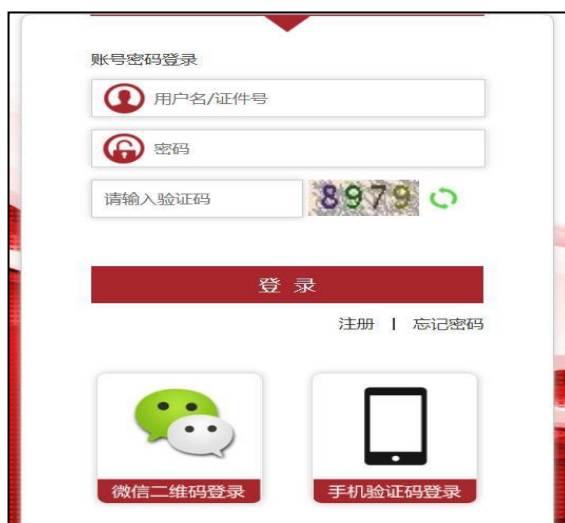 账号密码登录
用户名/证件号
密码
请输入验证码 8979
登 录
注册 | 忘记密码
微信二维码登录 手机验证码登录